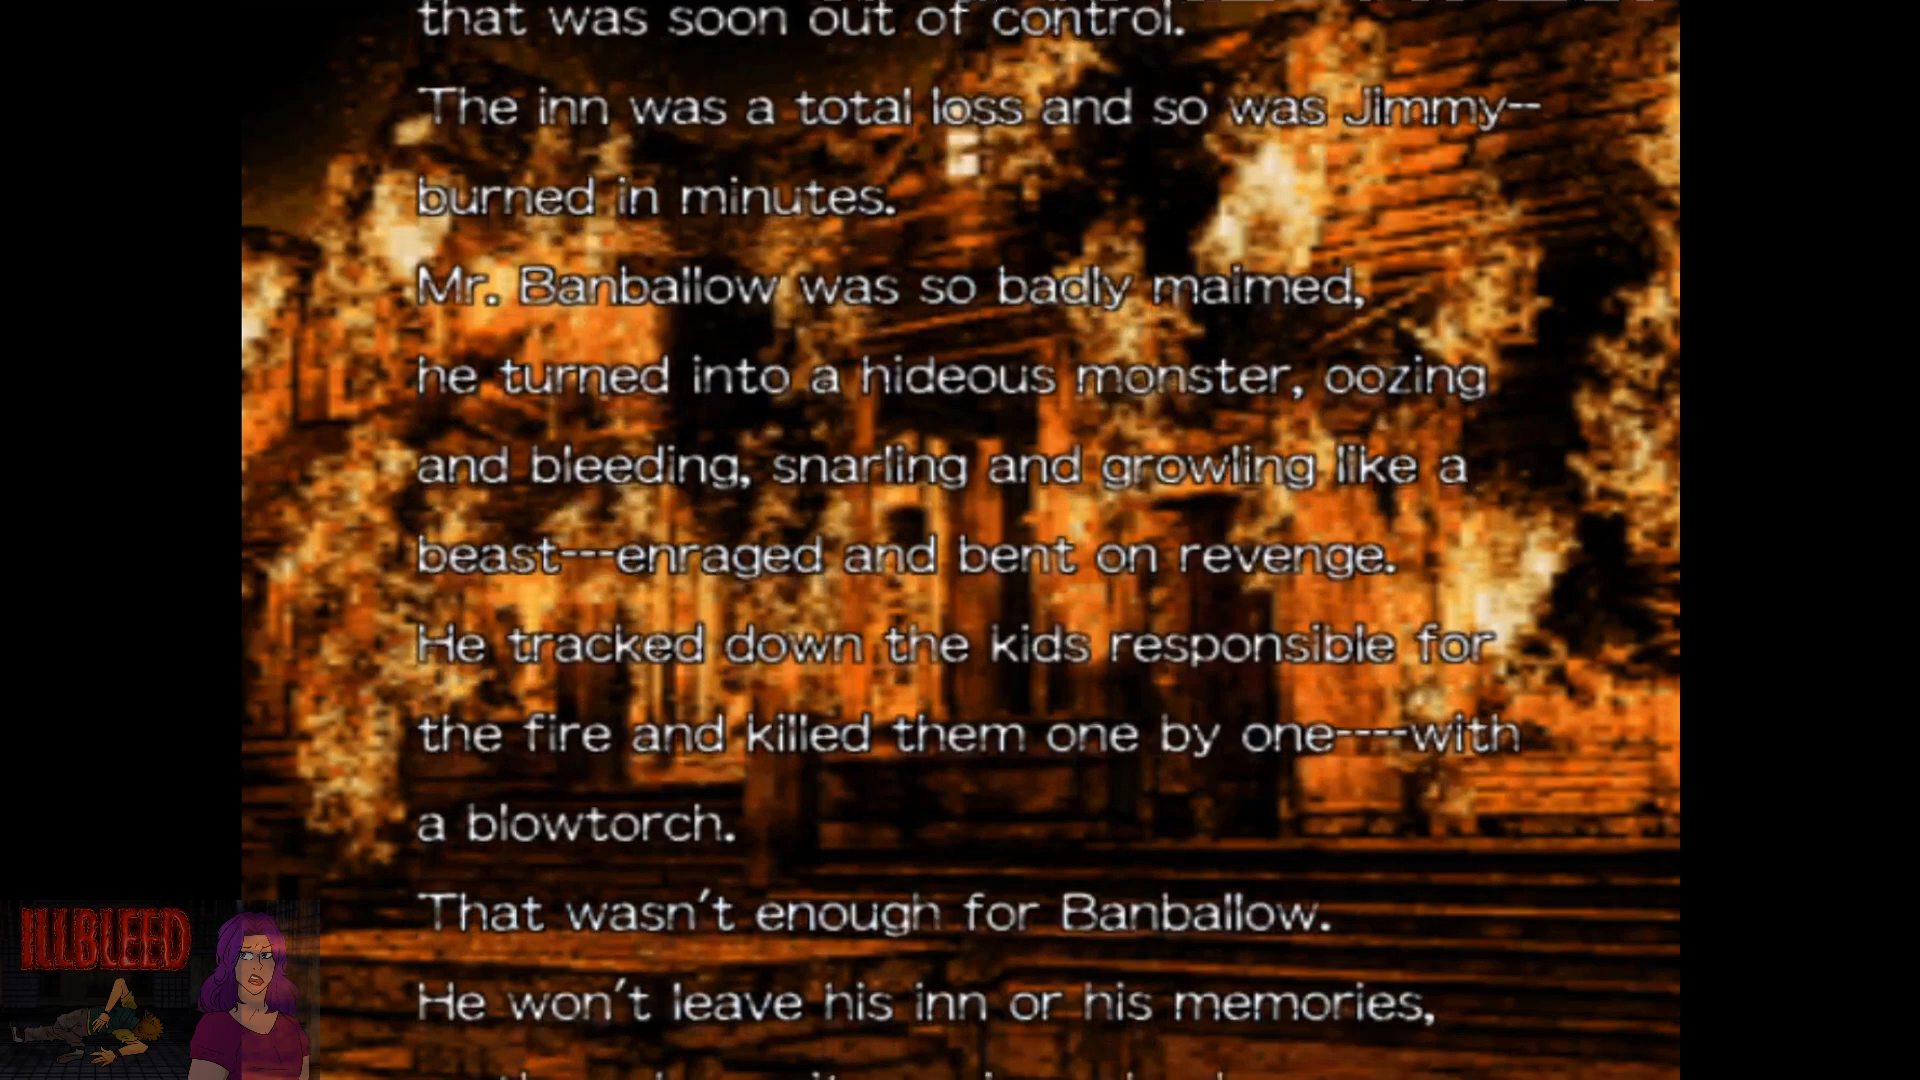 that was soon out of control.
The inn was a total loss and so was Jimmy--
burned in minutes.
Mr. Banballow was so badly maimed,
he turned into a hideous monster, oozing
and bleeding, snarling and growling like a
beast---enraged and bent on revenge.
He tracked down the kids responsible for
the fire and killed them one by one----with
a blowtorch.
That wasn't enough for Banballow.
He won't leave his inn or his memories,
ILLBLEED